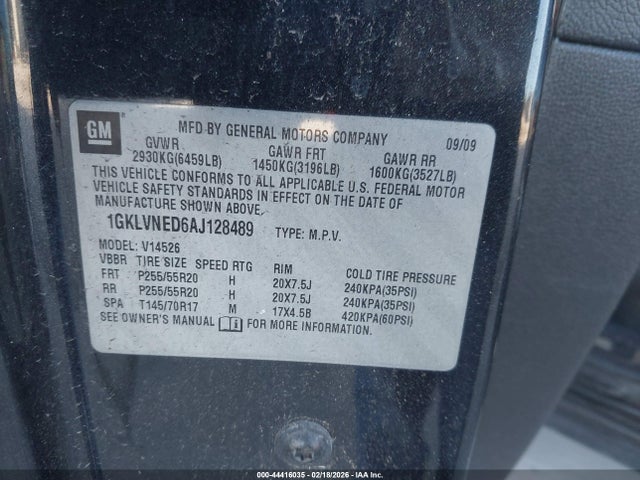 GM
MFD BY GENERAL MOTORS COMPANY 09/09
GVWR GAWR FRT GAWR RR
2930KG(6459LB) 1450KG(3196LB) 1600KG(3527LB)
THIS VEHICLE CONFORMS TO ALL APPLICABLE U.S. FEDERAL MOTOR
VEHICLE SAFETY STANDARDS IN EFFECT ON THE DATE OF
MANUFACTURE SHOWN ABOVE.
1GKLVNED6AJ128489 TYPE: M.P.V.
MODEL: V14526
VBBR TIRE SIZE SPEED RTG RIM COLD TIRE PRESSURE
FRT P255/55R20 H 20X7.5J 240KPA(35PSI)
RR P255/55R20 H 20X7.5J 240KPA(35PSI)
SPA T145/70R17 M 17X4.5B 420KPA(60PSI)
SEE OWNER'S MANUAL FOR MORE INFORMATION.
000-44416035 - 02/18/2026 - IAA, Inc.